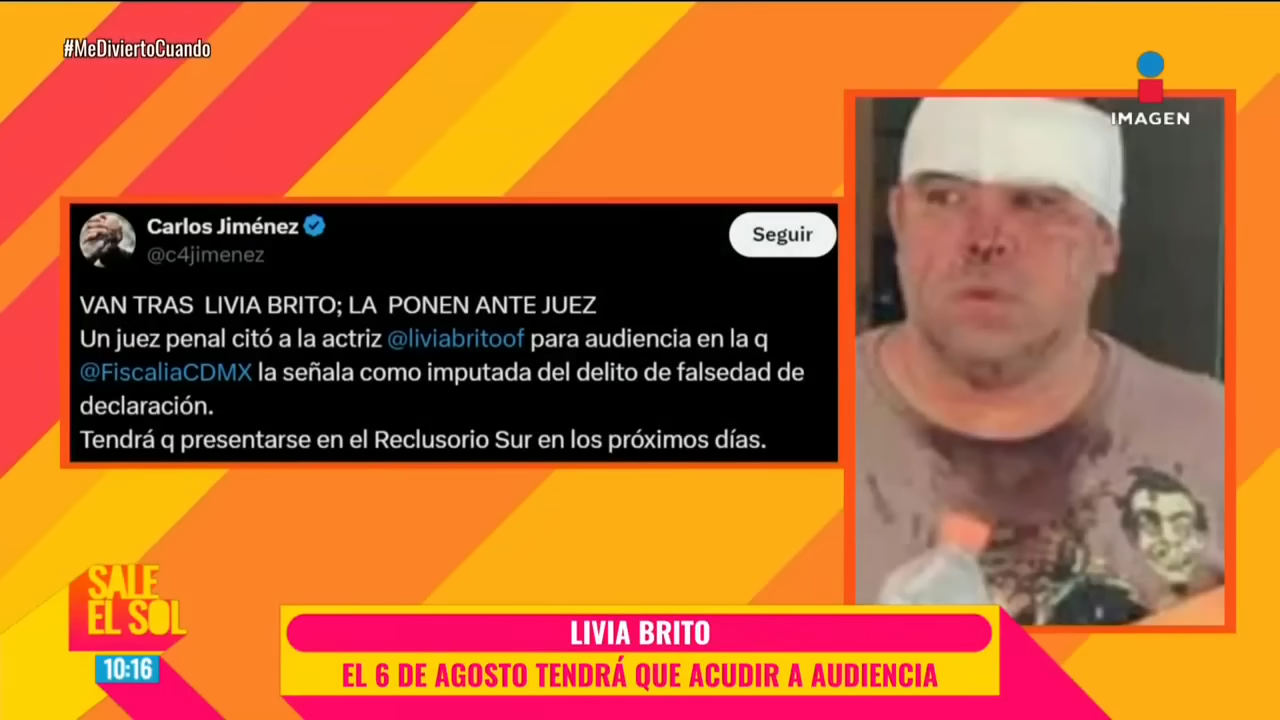 #MeDiviertoCuando
IMAGEN
Carlos Jiménez
@c4jimenez
Seguir
VAN TRAS LIVIA BRITO; LA PONEN ANTE JUEZ
Un juez penal citó a la actriz @liviabritoof para audiencia en la q
@FiscaliaCDMX la señala como imputada del delito de falsedad de
declaración.
Tendrá q presentarse en el Reclusorio Sur en los próximos días.
SALE
EL SOL
10:16
LIVIA BRITO
EL 6 DE AGOSTO TENDRÁ QUE ACUDIR A AUDIENCIA